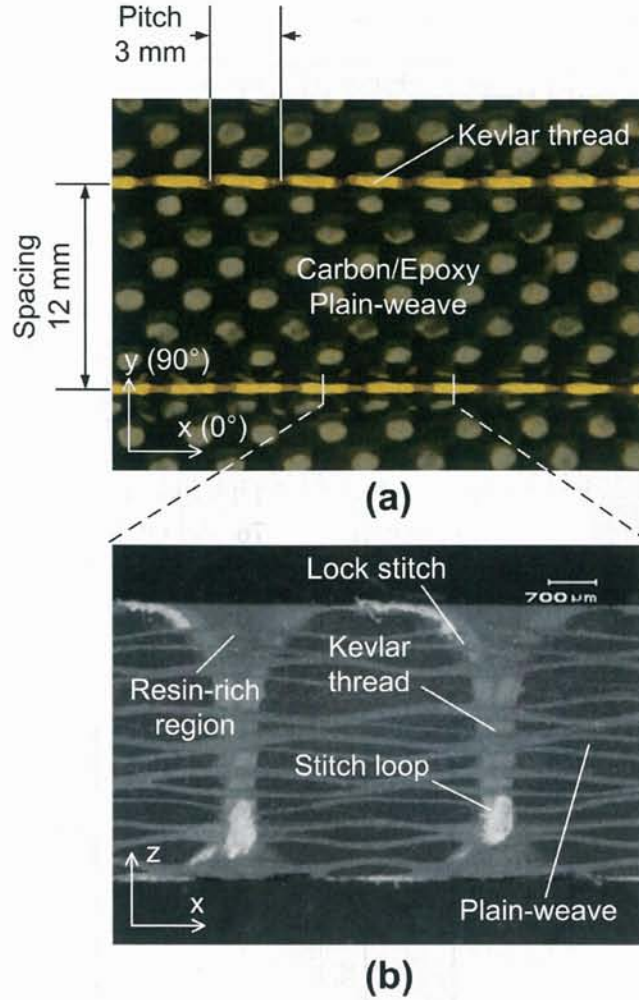 Pitch
3 mm
Kevlar thread
Spacing
12 mm
Carbon/Epoxy
Plain-weave
y (90°)
x (0°)
(a)
Lock stitch
700 µm
Kevlar
thread
Resin-rich
region
Stitch loop
z
x
Plain-weave
(b)